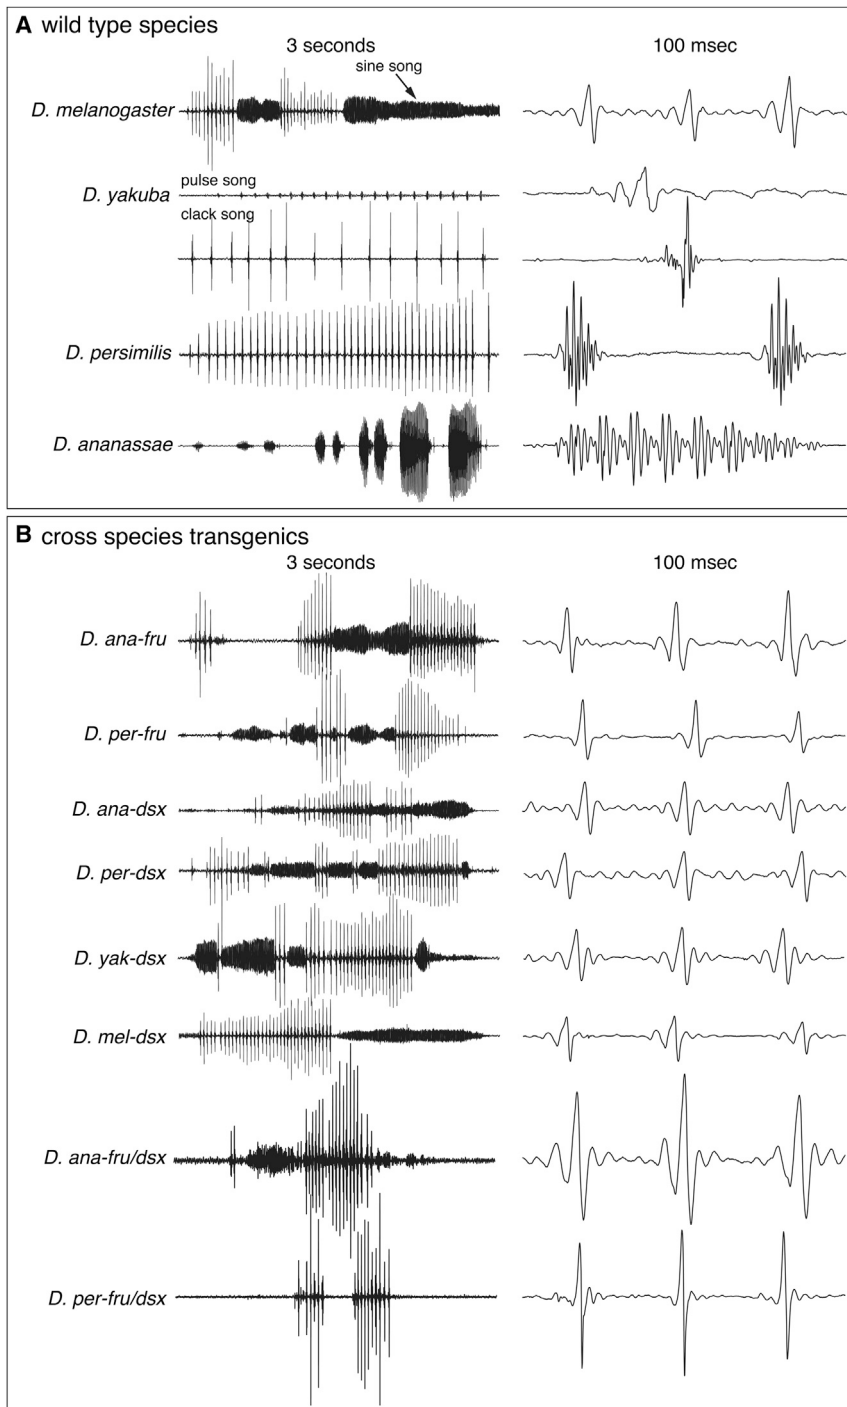 A wild type species
3 seconds
100 msec
sine song
D. melanogaster
pulse song
D. yakuba
clack song
D. persimilis
D. ananassae
B cross species transgenics
3 seconds
100 msec
D. ana-fru
D. per-fru
D. ana-dsx
D. per-dsx
D. yak-dsx
D. mel-dsx
D. ana-fru/dsx
D. per-fru/dsx